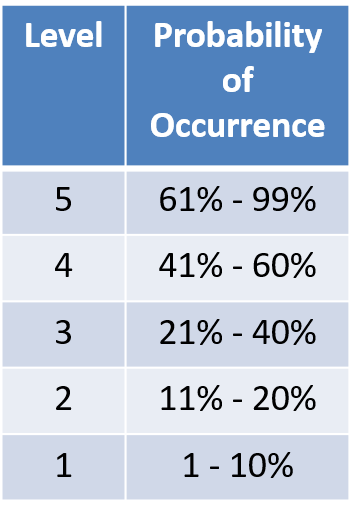 Level Probability
of
Occurrence
5 61% - 99%
4 41% - 60%
3 21% - 40%
2 11% - 20%
1 1 - 10%